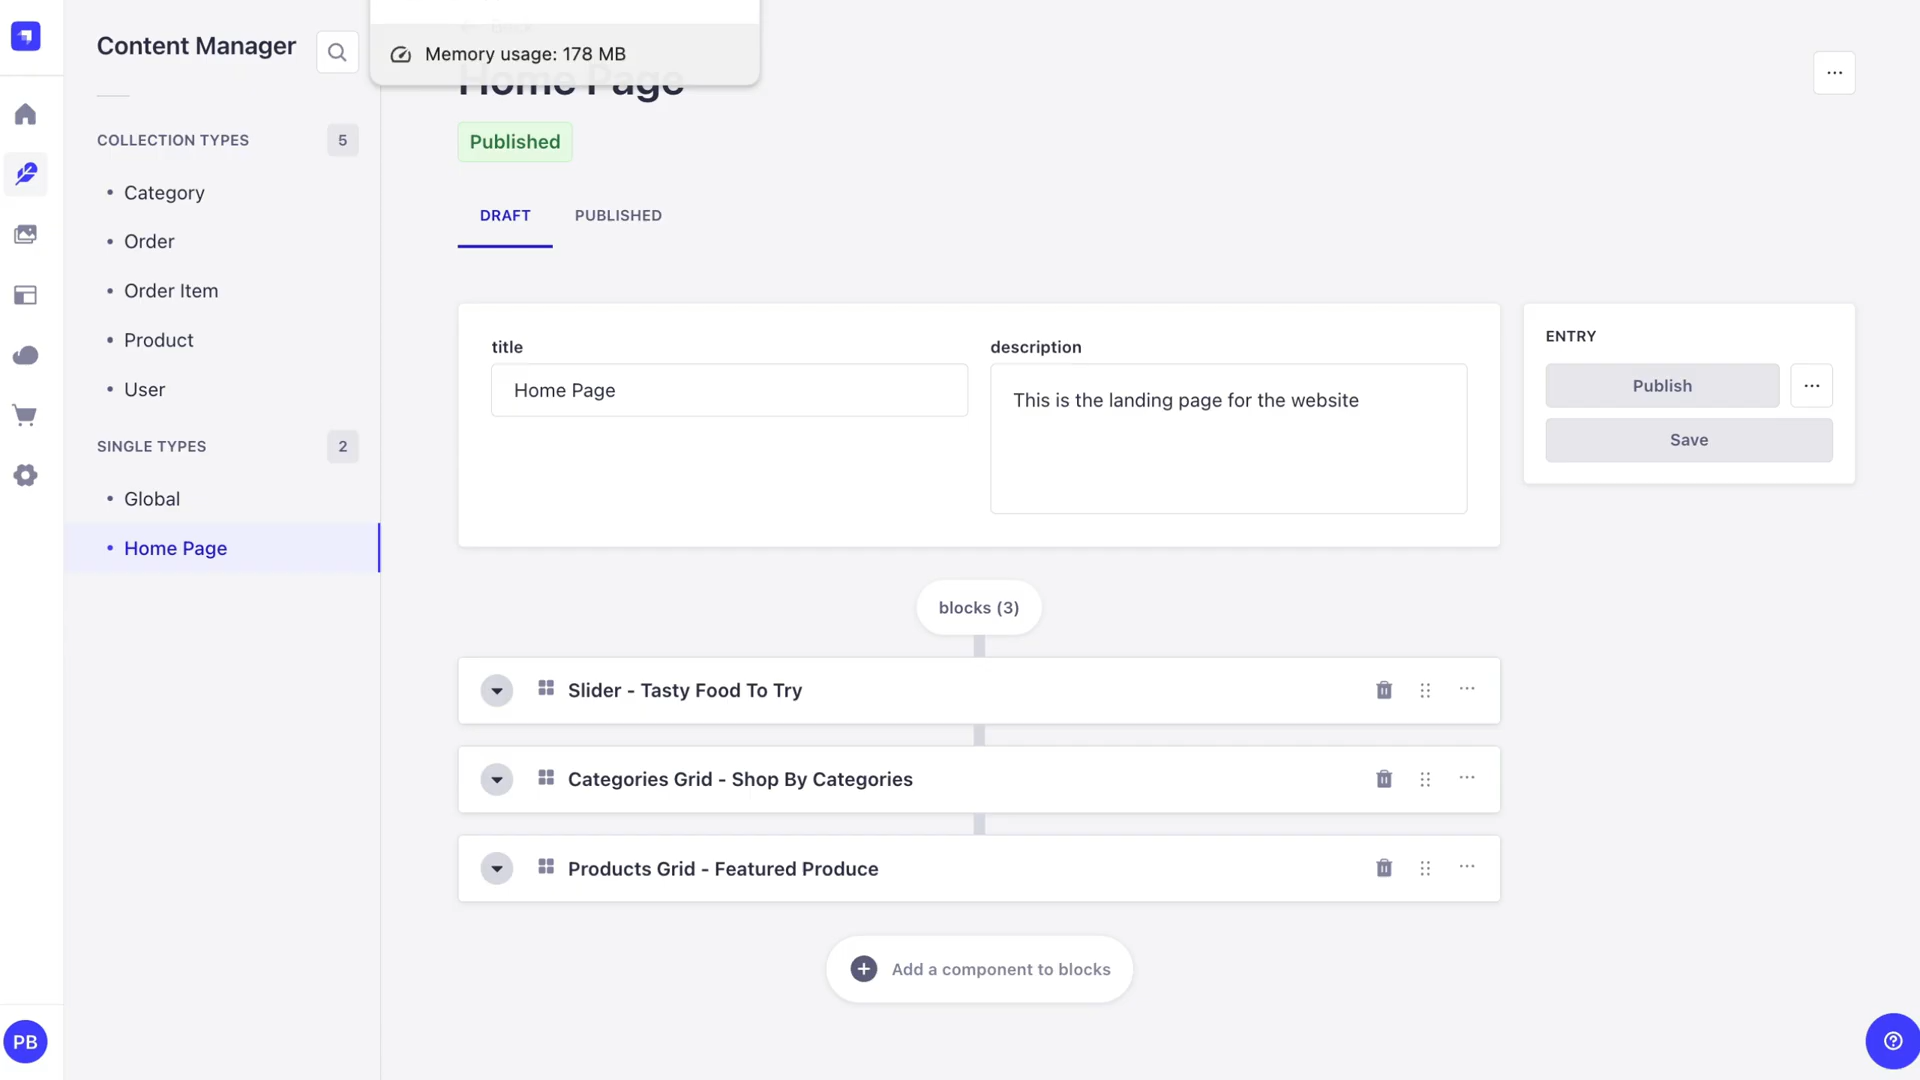 Content Manager
Memory usage: 178 MB
Home Page
Published
COLLECTION TYPES 5
Category
Order
Order Item
Product
User
SINGLE TYPES 2
Global
Home Page
DRAFT PUBLISHED
title
Home Page
description
This is the landing page for the website
ENTRY
Publish
Save
blocks (3)
Slider - Tasty Food To Try
Categories Grid - Shop By Categories
Products Grid - Featured Produce
Add a component to blocks
PB